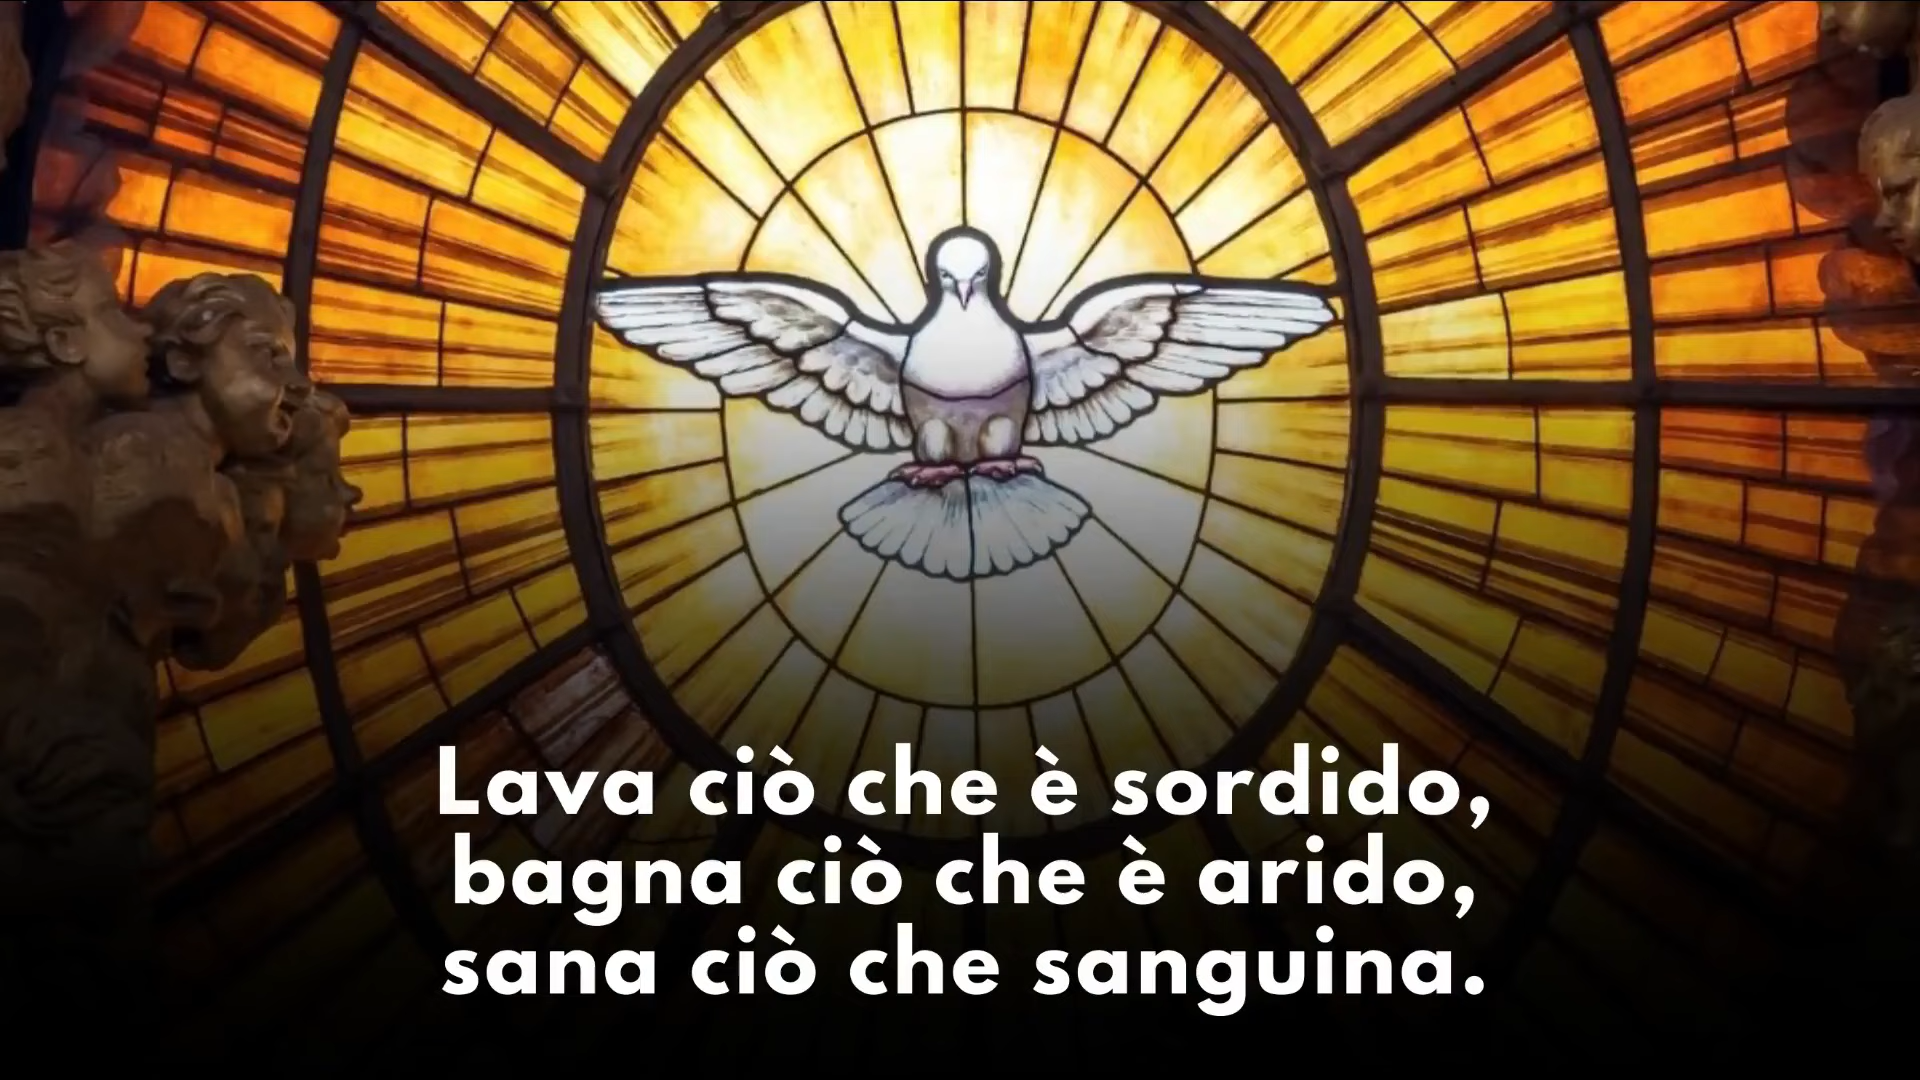 Lava ciò che è sordido,
bagna ciò che è arido,
sana ciò che sanguina.